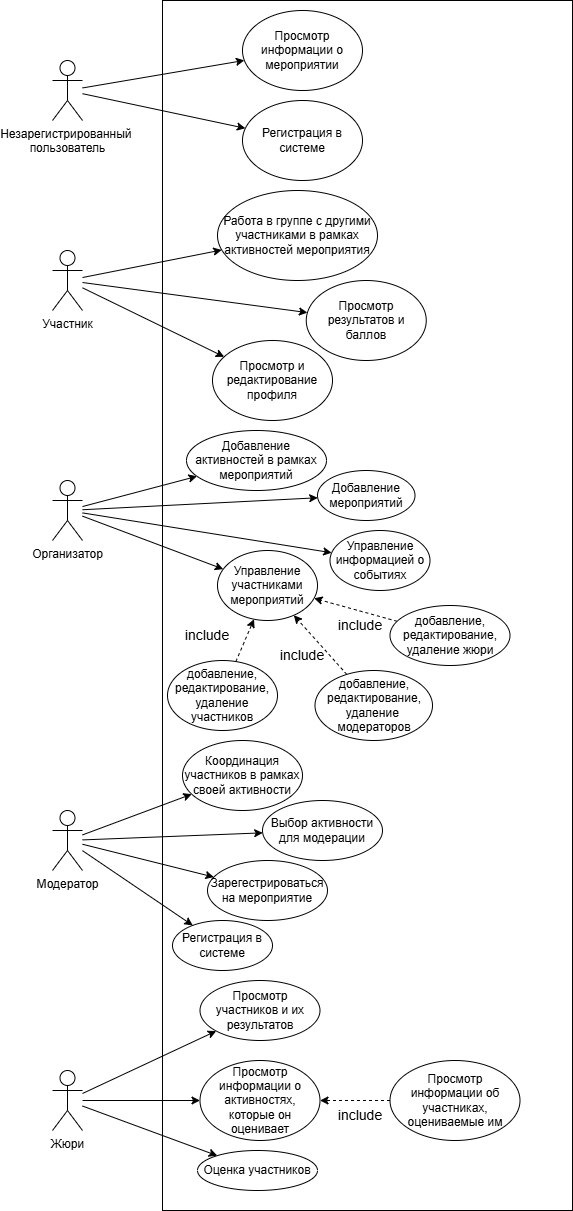 Просмотр
информации о
мероприятии
Незарегистрированный
пользователь
Регистрация в
системе
Работа в группе с другими
участниками в рамках
активностей мероприятия
Участник
Просмотр
результатов и
баллов
Просмотр и
редактирование
профиля
Добавление
активностей в рамках
мероприятий
Добавление
мероприятий
Организатор
Управление
информацией о
событиях
Управление
участниками
мероприятий
include
include
include
добавление,
редактирование,
удаление жюри
добавление,
редактирование,
удаление
участников
добавление,
редактирование,
удаление
модераторов
Координация
участников в рамках
своей активности
Выбор активности
для модерации
Модератор
Зарегестрироваться
на мероприятие
Регистрация в
системе
Просмотр
участников и их
результатов
Просмотр
информации о
активностях,
которые он
оценивает
include
Просмотр
информации об
участниках,
оцениваемые им
Жюри
Оценка участников